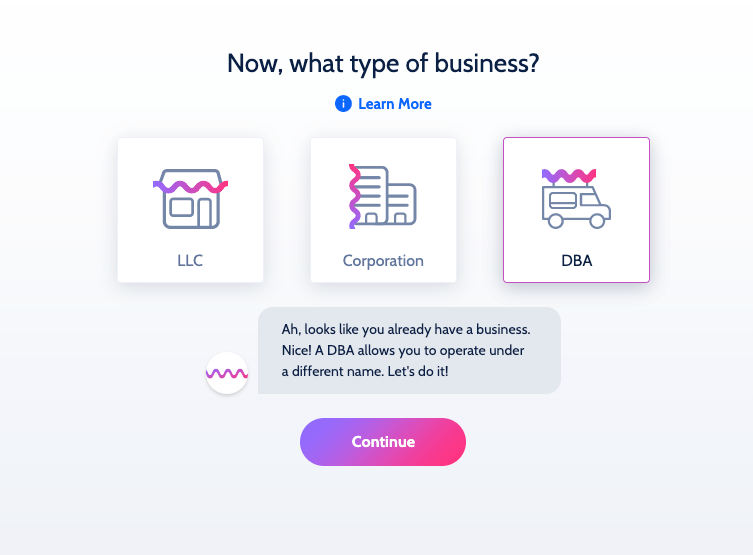 Now, what type of business?
Learn More
LLC
Corporation
DBA
Ah, looks like you already have a business.
Nice! A DBA allows you to operate under
a different name. Let's do it!
Continue